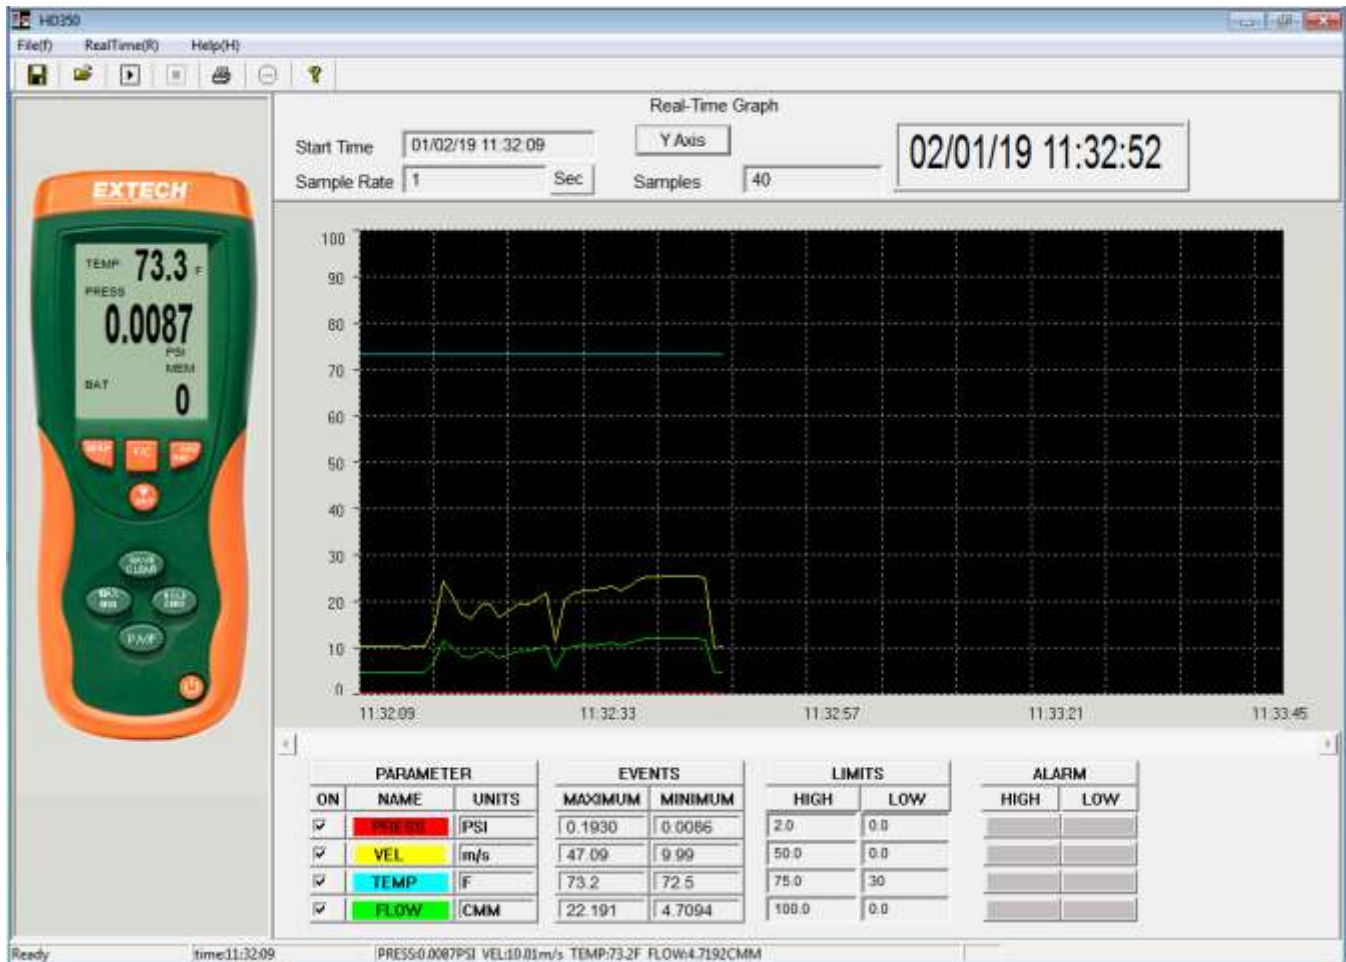 HD350
File(f) RealTime(R) Help(H)
Real-Time Graph
Start Time 01/02/19 11:32:09 Y Axis 02/01/19 11:32:52
Sample Rate 1 Sec Samples 40
EXTECH
TEMP 73.3 F
PRESS
0.0087
PSI
MEM
BAT 0
100
90
80
70
60
50
40
30
20
10
0
11:32:09 11:32:33 11:32:57 11:33:21 11:33:45
PARAMETER EVENTS LIMITS ALARM
ON NAME UNITS MAXIMUM MINIMUM HIGH LOW HIGH LOW
PRESS PSI 0.1930 0.0086 2.0 0.0
VEL m/s 47.09 9.99 50.0 0.0
TEMP F 73.2 72.5 75.0 30
FLOW CMM 22.191 4.7094 100.0 0.0
Ready time:11:32:09 PRESS:0.0087PSI VEL:10.01m/s TEMP:73.2F FLOW:4.7192CMM